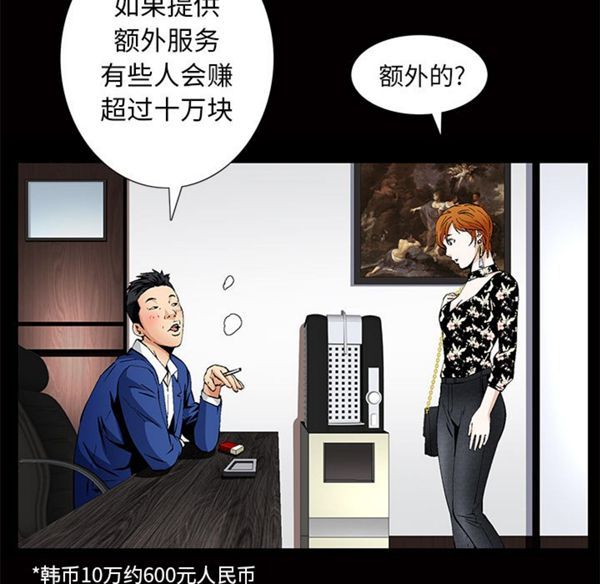 如果提供
额外服务
有些人会赚
超过十万块
额外的?
*韩币10万约600元人民币